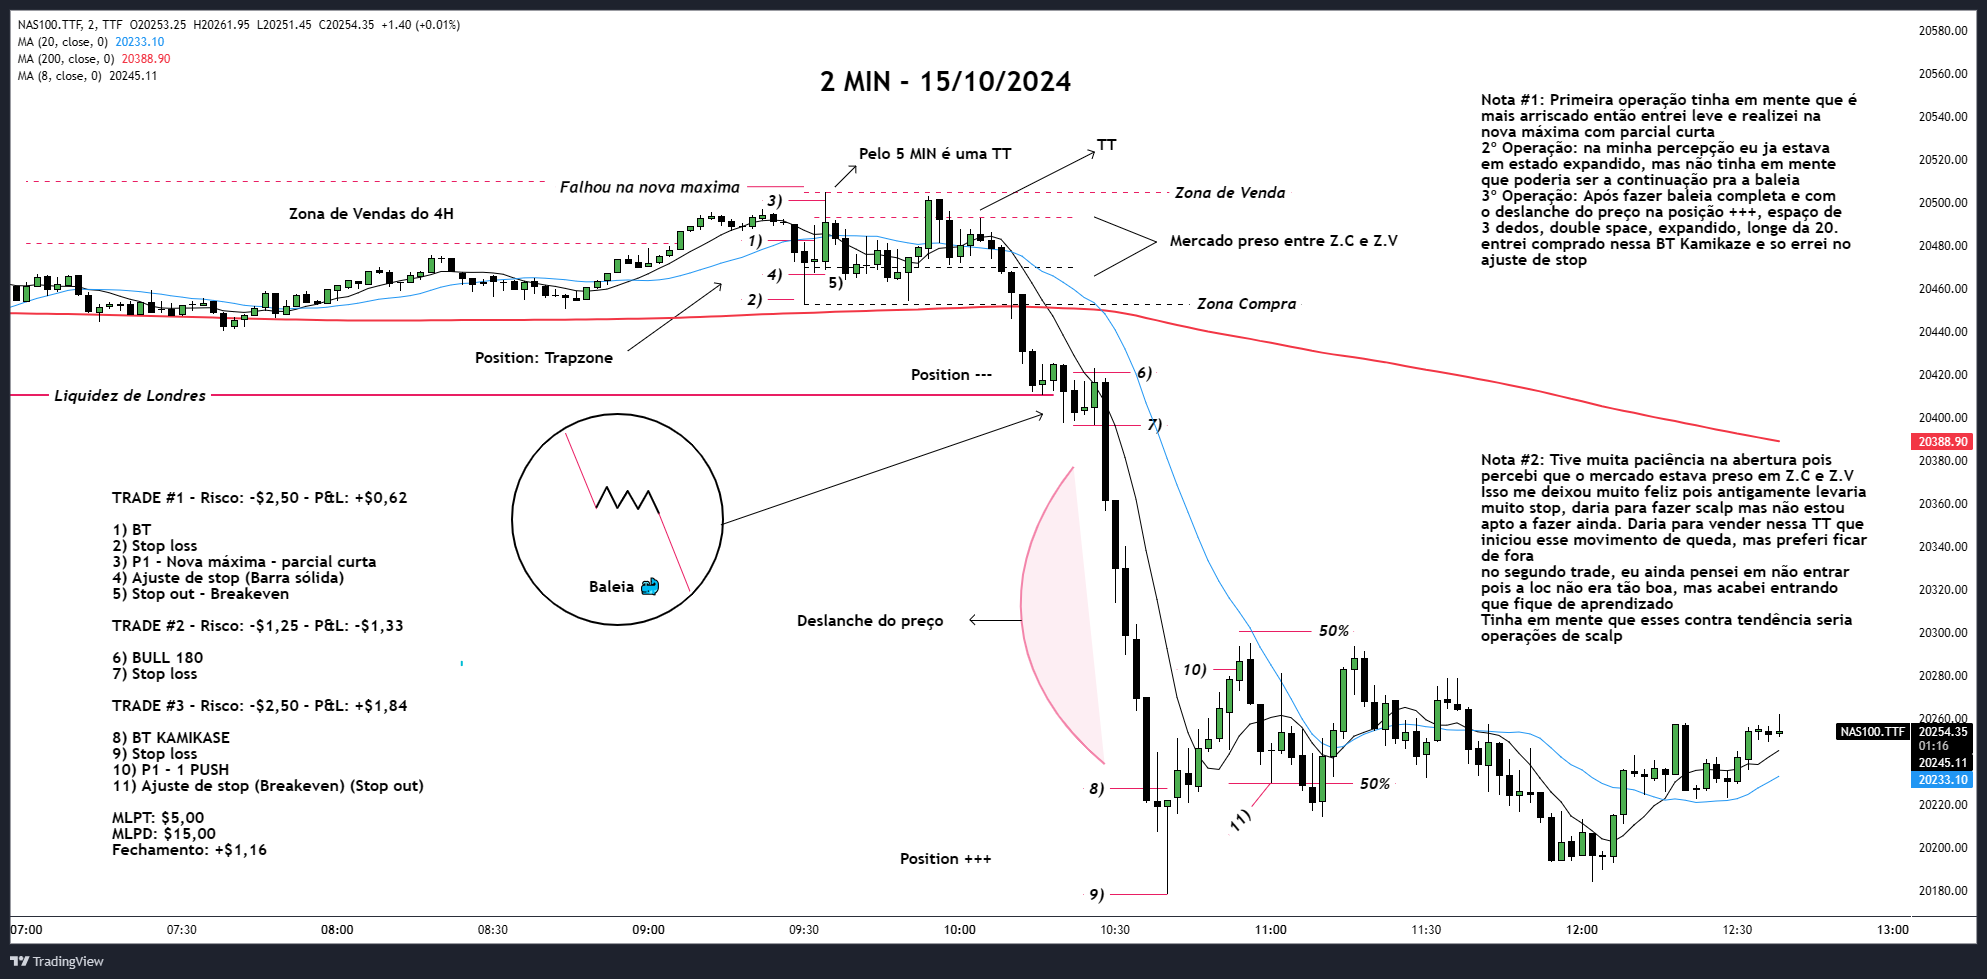 NAS100.TTF, 2, TTF O20253.25 H20261.95 L20251.45 C20254.35 +1.40 (+0.01%)
MA (20, close, 0) 20233.10
MA (200, close, 0) 20388.90
MA (8, close, 0) 20245.11
2 MIN - 15/10/2024
Nota #1: Primeira operação tinha em mente que é
mais arriscado então entrei leve e realizei na
nova máxima com parcial curta
2° Operação: na minha percepção eu ja estava
em estado expandido, mas não tinha em mente
que poderia ser a continuação pra a baleia
3° Operação: Após fazer baleia completa e com
o deslanche do preço na posição +++, espaço de
3 dedos, double space, expandido, longe da 20.
entrei comprado nessa BT Kamikaze e so errei no
ajuste de stop
Pelo 5 MIN é uma TT
TT
Falhou na nova maxima
Zona de Venda
3)
Zona de Vendas do 4H
1)
Mercado preso entre Z.C e Z.V
4)
5)
2)
Zona Compra
Position: Trapzone
Position ---
6)
Liquidez de Londres
7)
Nota #2: Tive muita paciência na abertura pois
percebi que o mercado estava preso em Z.C e Z.V
Isso me deixou muito feliz pois antigamente levaria
muito stop, daria para fazer scalp mas não estou
apto a fazer ainda. Daria para vender nessa TT que
iniciou esse movimento de queda, mas preferi ficar
de fora
no segundo trade, eu ainda pensei em não entrar
pois a loc não era tão boa, mas acabei entrando
que fique de aprendizado
Tinha em mente que esses contra tendência seria
operações de scalp
TRADE #1 - Risco: -$2,50 - P&L: +$0,62
1) BT
2) Stop loss
3) P1 - Nova máxima - parcial curta
4) Ajuste de stop (Barra sólida)
5) Stop out - Breakeven
TRADE #2 - Risco: -$1,25 - P&L: -$1,33
6) BULL 180
7) Stop loss
TRADE #3 - Risco: -$2,50 - P&L: +$1,84
8) BT KAMIKASE
9) Stop loss
10) P1 - 1 PUSH
11) Ajuste de stop (Breakeven) (Stop out)
MLPT: $5,00
MLPD: $15,00
Fechamento: +$1,16
Baleia
Deslanche do preço
50%
10)
8)
50%
11)
Position +++
9)
20580.00
20560.00
20540.00
20520.00
20500.00
20480.00
20460.00
20440.00
20420.00
20400.00
20388.90
20380.00
20360.00
20340.00
20320.00
20300.00
20280.00
20260.00
NAS100.TTF 20254.35
01:16
20245.11
20233.10
20220.00
20200.00
20180.00
07:00 07:30 08:00 08:30 09:00 09:30 10:00 10:30 11:00 11:30 12:00 12:30 13:00
TradingView